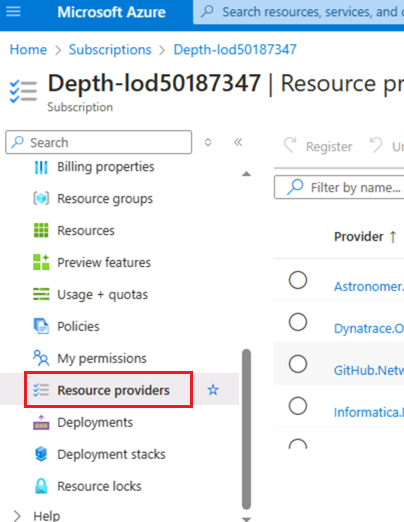 Microsoft Azure
Search resources, services, and
Home > Subscriptions > Depth-lod50187347
Depth-lod50187347 | Resource pr
Subscription
Search
Register
Un
Filter by name...
Provider ↑
Billing properties
Resource groups
Resources
Preview features
Usage + quotas
Policies
My permissions
Resource providers
Deployments
Deployment stacks
Resource locks
Help
Astronomer.
Dynatrace.O
GitHub.Netw
Informatica.